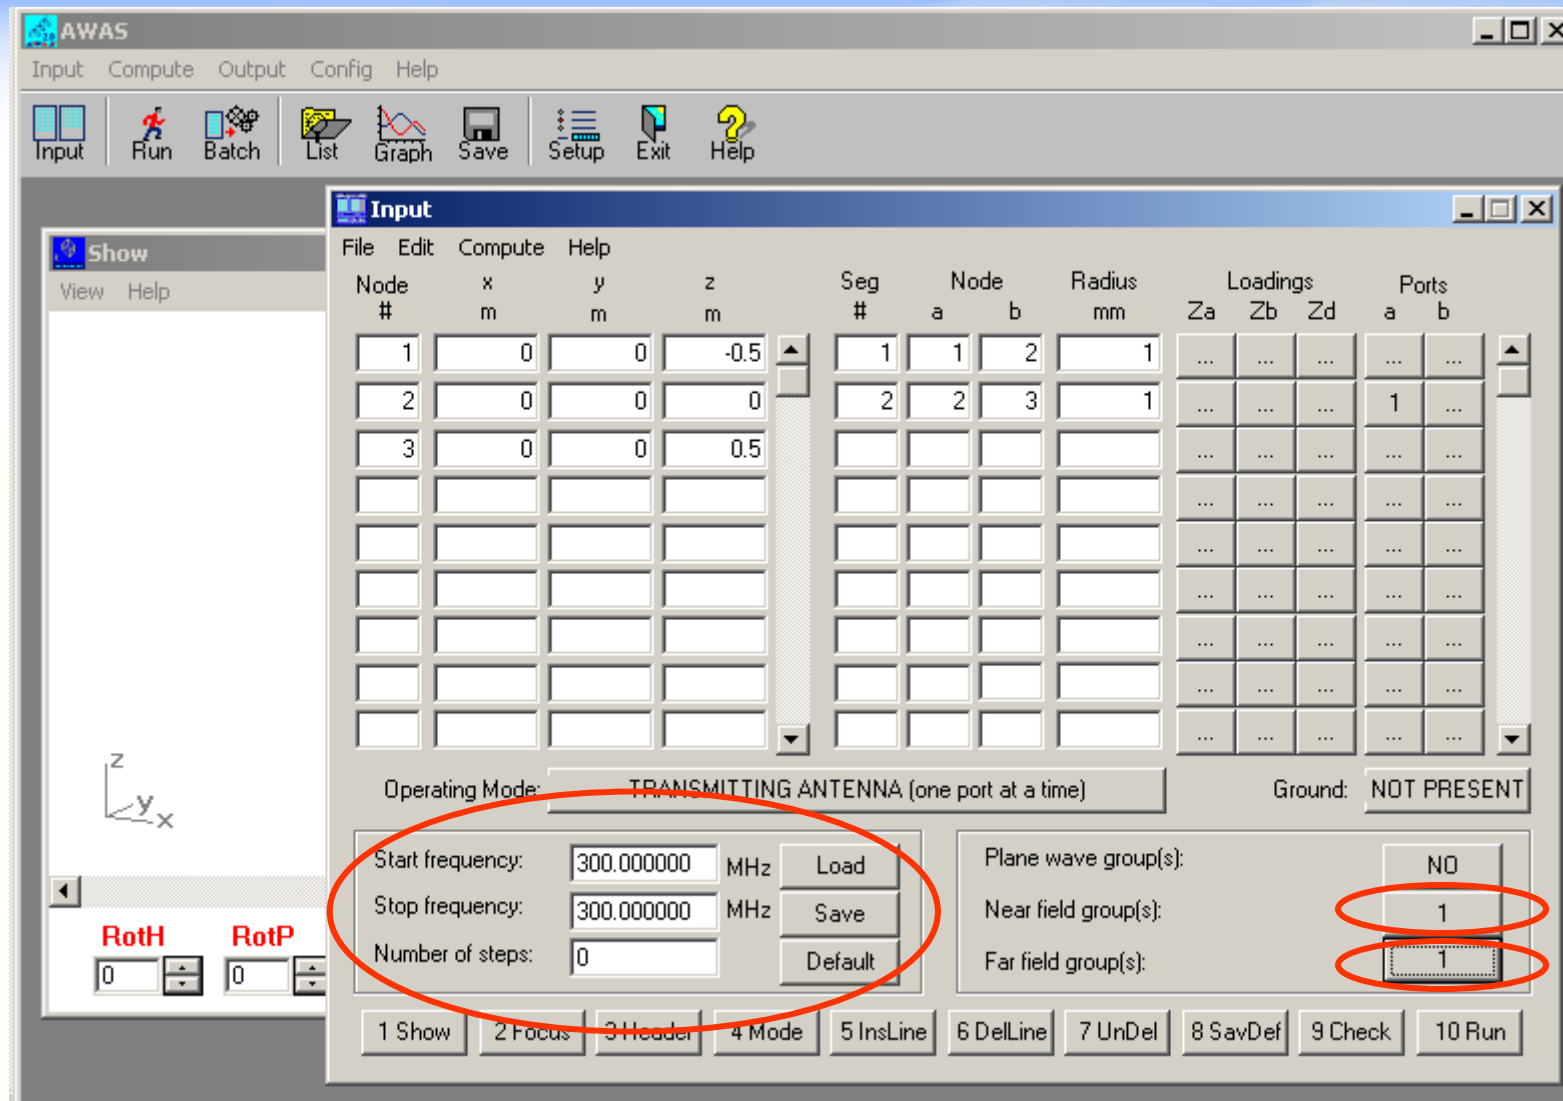 AWAS
Input Compute Output Config Help
Input Run Batch List Graph Save Setup Exit Help
Show
View Help
z
y
x
RotH RotP
0 0
Input
File Edit Compute Help
Node x y z Seg Node Radius Loadings Ports
# m m m # a b mm Za Zb Zd a b
1 0 0 -0.5 1 1 2 1 ... ... ... ... ...
2 0 0 0 2 2 3 1 ... ... ... 1 ...
3 0 0 0.5 ... ... ... ... ...
... ... ... ... ...
... ... ... ... ...
... ... ... ... ...
... ... ... ... ...
... ... ... ... ...
... ... ... ... ...
Operating Mode: TRANSMITTING ANTENNA (one port at a time) Ground: NOT PRESENT
Start frequency: 300.000000 MHz Load
Stop frequency: 300.000000 MHz Save
Number of steps: 0 Default
Plane wave group(s): NO
Near field group(s): 1
Far field group(s): 1
1 Show 2 Focus 3 Header 4 Mode 5 InsLine 6 DelLine 7 UnDel 8 SavDef 9 Check 10 Run